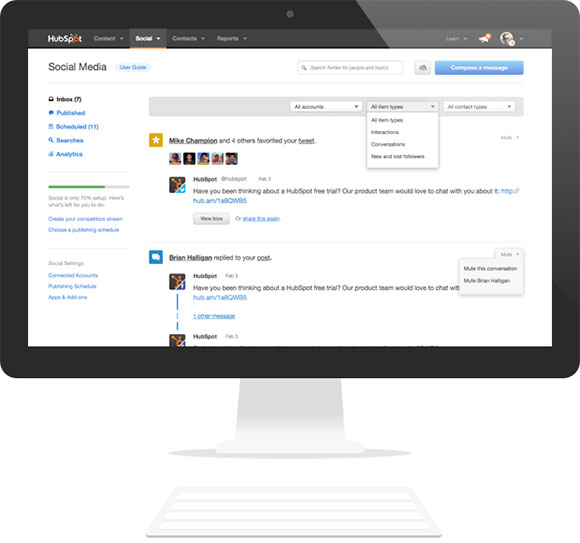 HubSpot Content Social Contacts Reports Learn
Social Media User Guide Search Twitter for people and topics Compose a message
Inbox (7)
Published
Scheduled (11)
Searches
Analytics
Social is only 75% setup. Here's
what's left for you to do:
Create your competitors stream
Choose a publishing schedule
Social Settings
Connected Accounts
Publishing Schedule
Apps & Add-ons
All accounts All item types All contact types
All item types
Interactions
Conversations
New and lost followers
Mike Champion and 4 others favorited your tweet. Mute
HubSpot @hubspot Feb 3
Have you been thinking about a HubSpot free trial? Our product team would love to chat with you about it: http://
hub.am/1a8QWB5
View bios Or share this again.
Brian Halligan replied to your post. Mute
Mute this conversation
Mute Brian Halligan
HubSpot Feb 3
Have you been thinking about a HubSpot free trial? Our product team would love to chat with
hub.am/1a8QWB5
1 other message
HubSpot Feb 3